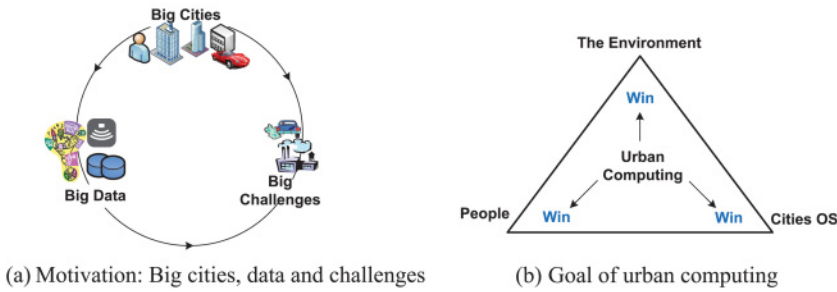 Big Cities
Big Data
Big
Challenges
(a) Motivation: Big cities, data and challenges
The Environment
Win
Urban
Computing
People
Win
Win
Cities OS
(b) Goal of urban computing